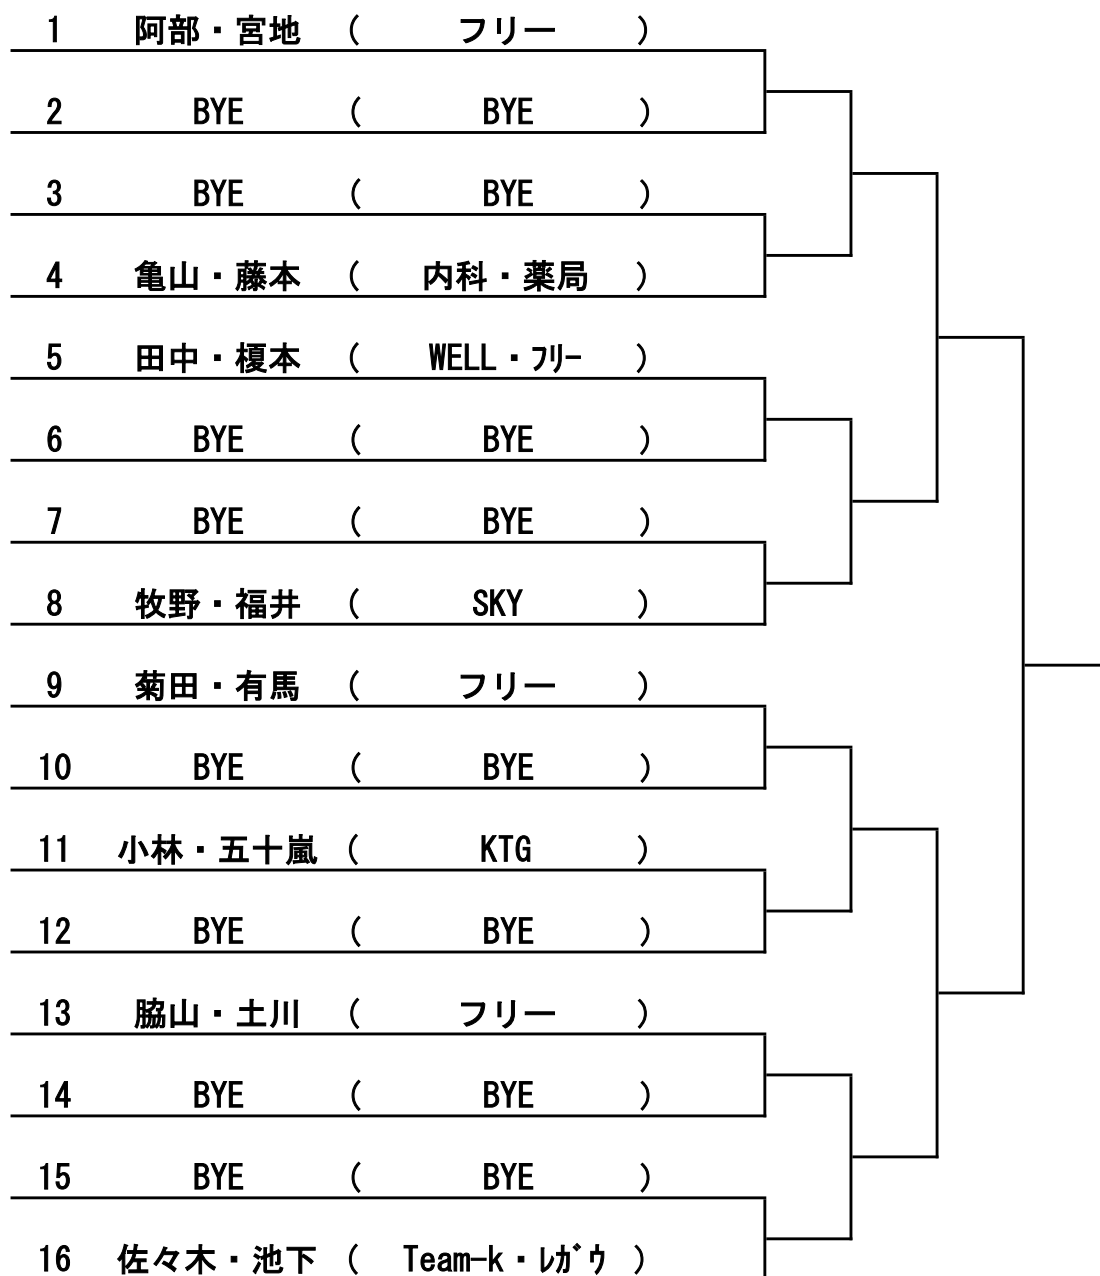 1 阿部・宮地 ( フリー )
2 BYE ( BYE )
3 BYE ( BYE )
4 亀山・藤本 ( 内科・薬局 )
5 田中・榎本 ( WELL・ﾌﾘｰ )
6 BYE ( BYE )
7 BYE ( BYE )
8 牧野・福井 ( SKY )
9 菊田・有馬 ( フリー )
10 BYE ( BYE )
11 小林・五十嵐 ( KTG )
12 BYE ( BYE )
13 脇山・土川 ( フリー )
14 BYE ( BYE )
15 BYE ( BYE )
16 佐々木・池下 ( Team-k・ﾚｶﾞｳ )